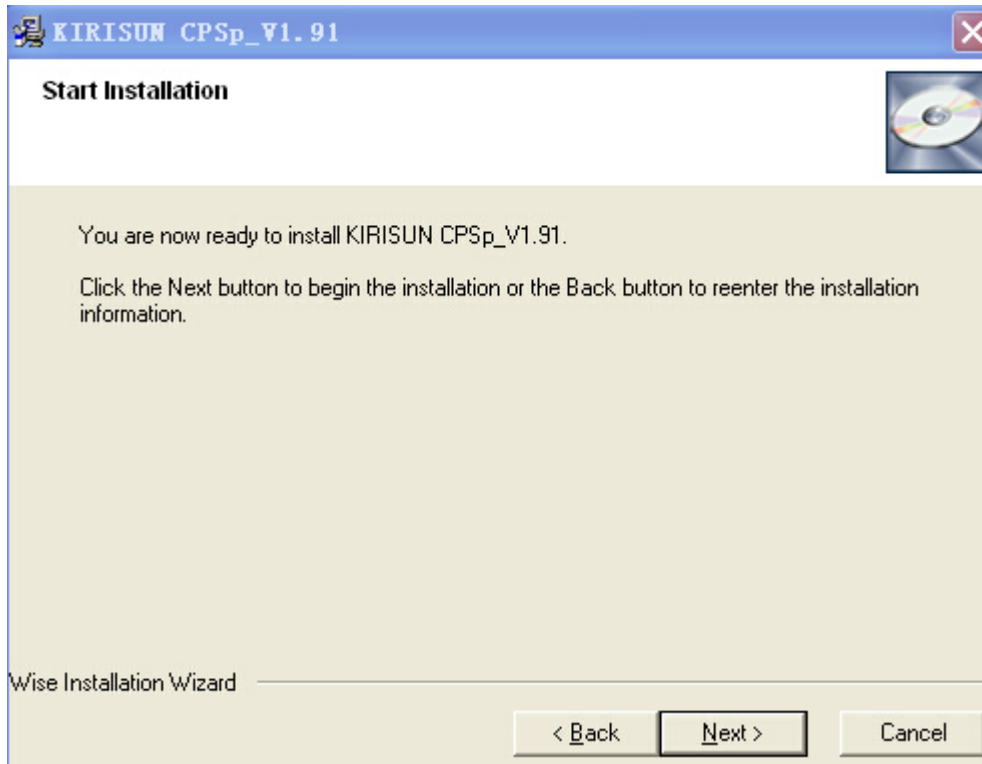 KIRISUN CPSp_V1.91
Start Installation
You are now ready to install KIRISUN CPSp_V1.91.
Click the Next button to begin the installation or the Back button to reenter the installation
information.
Wise Installation Wizard
< Back
Next >
Cancel